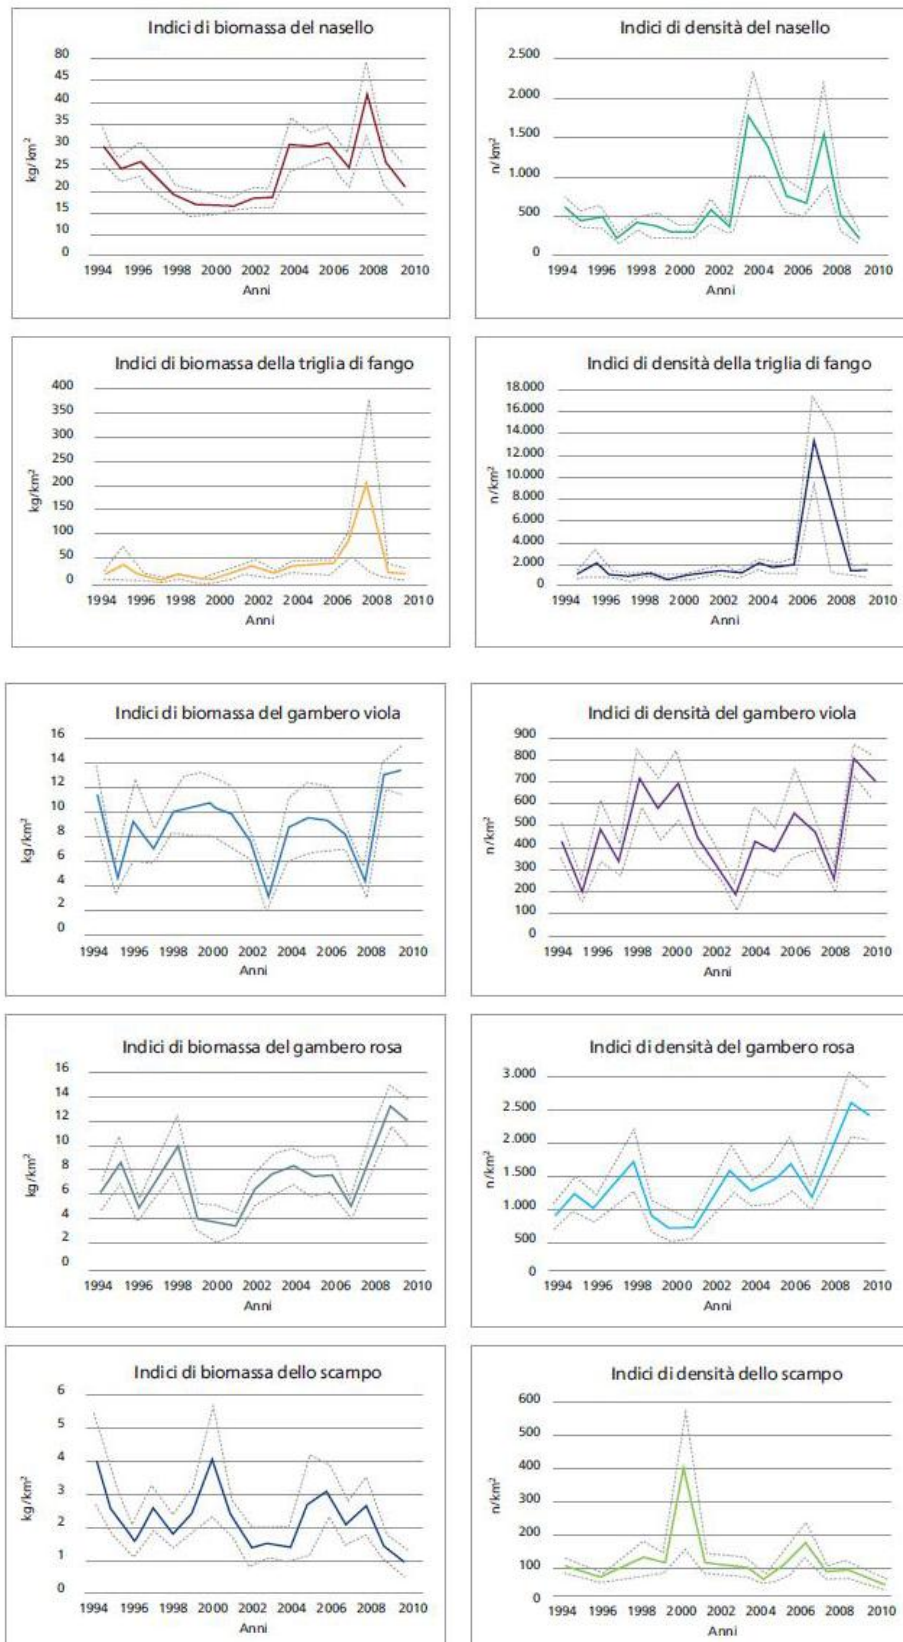 Indici di biomassa del nasello
80
45
40
30
25
20
15
10
0
kg/km²
1994 1996 1998 2000 2002 2004 2006 2008 2010
Anni
Indici di densità del nasello
2.500
2.000
1.500
1.000
500
0
n/km²
1994 1996 1998 2000 2002 2004 2006 2008 2010
Anni
Indici di biomassa della triglia di fango
400
350
300
250
200
150
100
50
0
kg/km²
1994 1996 1998 2000 2002 2004 2006 2008 2010
Anni
Indici di densità della triglia di fango
18.000
16.000
14.000
12.000
10.000
8.000
6.000
4.000
2.000
0
n/km²
1994 1996 1998 2000 2002 2004 2006 2008 2010
Anni
Indici di biomassa del gambero viola
16
14
12
10
8
6
4
2
0
kg/km²
1994 1996 1998 2000 2002 2004 2006 2008 2010
Anni
Indici di densità del gambero viola
900
800
700
600
500
400
300
200
100
0
n/km²
1994 1996 1998 2000 2002 2004 2006 2008 2010
Anni
Indici di biomassa del gambero rosa
16
14
12
10
8
6
4
2
0
kg/km²
1994 1996 1998 2000 2002 2004 2006 2008 2010
Anni
Indici di densità del gambero rosa
3.000
2.500
2.000
1.500
1.000
500
0
n/km²
1994 1996 1998 2000 2002 2004 2006 2008 2010
Anni
Indici di biomassa dello scampo
6
5
4
3
2
1
0
kg/km²
1994 1996 1998 2000 2002 2004 2006 2008 2010
Anni
Indici di densità dello scampo
600
500
400
300
200
100
0
n/km²
1994 1996 1998 2000 2002 2004 2006 2008 2010
Anni